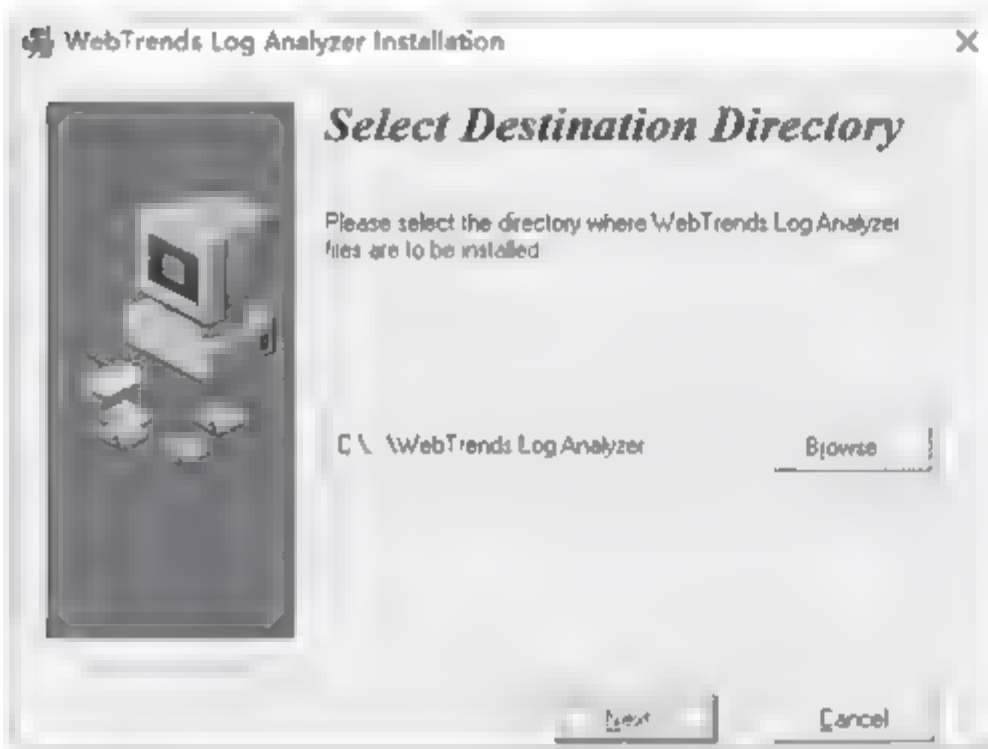 WebTrends Log Analyzer Installation
Select Destination Directory
Please select the directory where WebTrends Log Analyzer
files are to be installed
C:\...\WebTrends Log Analyzer
Browse
Next
Cancel